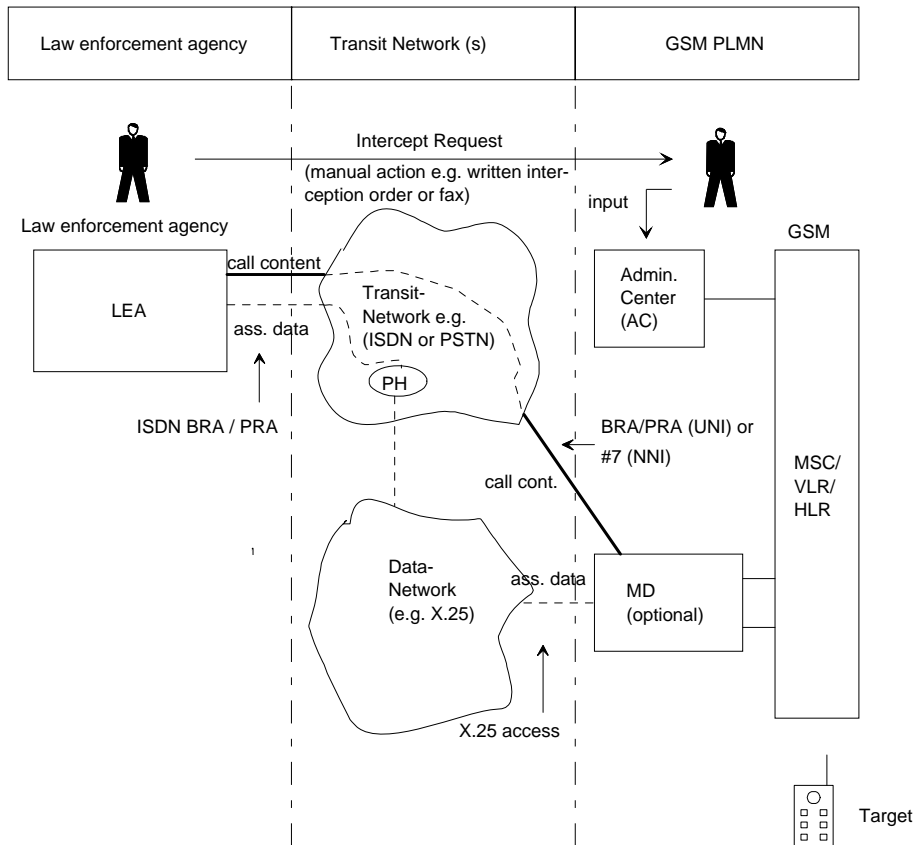 Law enforcement agency
Transit Network (s)
GSM PLMN
Intercept Request
(manual action e.g. written inter-
ception order or fax)
input
Law enforcement agency
GSM
call content
LEA
ass. data
Transit-
Network e.g.
(ISDN or PSTN)
PH
Admin.
Center
(AC)
ISDN BRA / PRA
BRA/PRA (UNI) or
#7 (NNI)
call cont.
MSC/
VLR/
HLR
Data-
Network
(e.g. X.25)
ass. data
MD
(optional)
X.25 access
Target